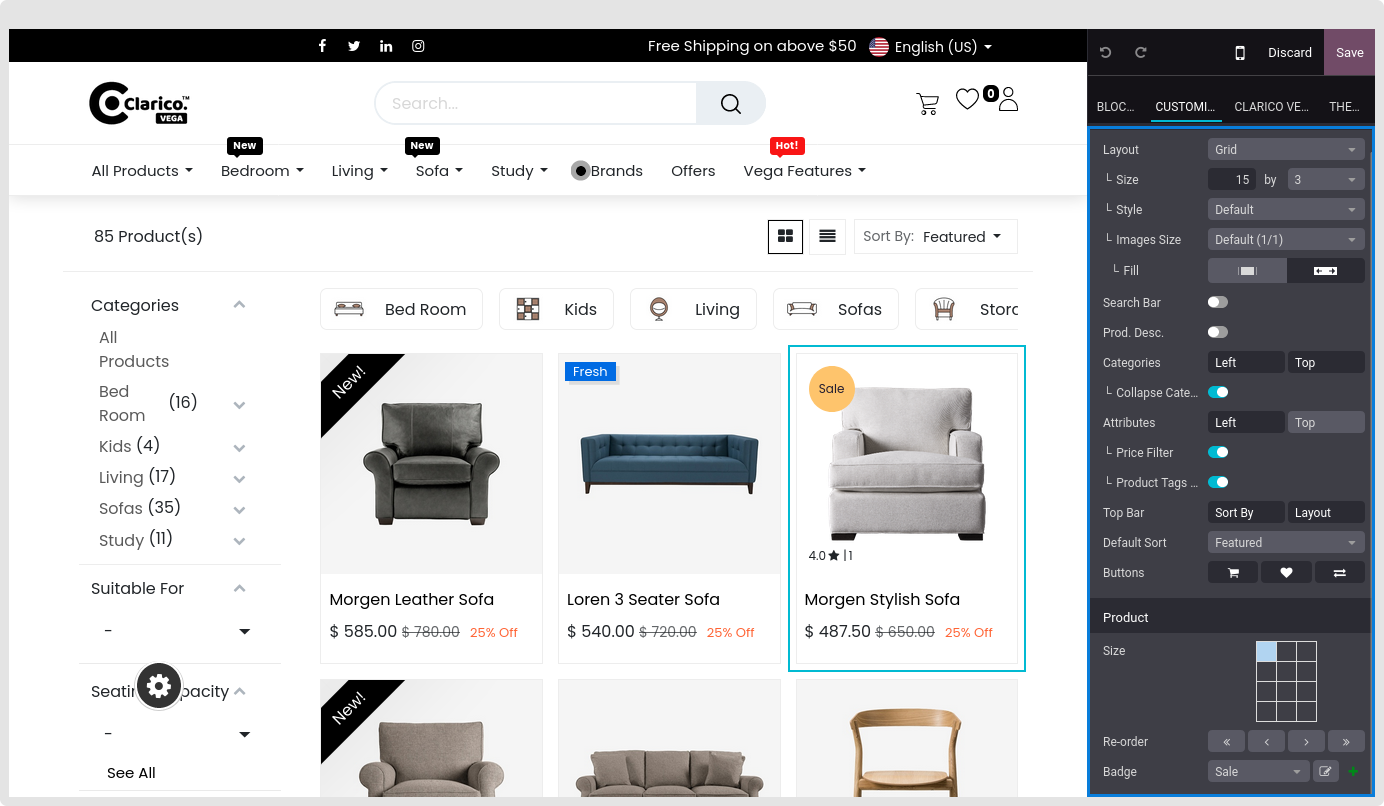 Free Shipping on above $50 English (US)
Discard Save
Clarico.™
VEGA
Search...
0
BLOC... CUSTOMI... CLARICO VE... THE...
New New Hot!
All Products Bedroom Living Sofa Study Brands Offers Vega Features
85 Product(s)
Sort By: Featured
Categories
All
Products
Bed
Room (16)
Kids (4)
Living (17)
Sofas (35)
Study (11)
Suitable For
-
Seati pacity
-
See All
Bed Room Kids Living Sofas Stor
New! Fresh Sale
4.0 | 1
Morgen Leather Sofa Loren 3 Seater Sofa Morgen Stylish Sofa
$ 585.00 $ 780.00 25% Off $ 540.00 $ 720.00 25% Off $ 487.50 $ 650.00 25% Off
New!
Layout Grid
└ Size 15 by 3
└ Style Default
└ Images Size Default (1/1)
└ Fill
Search Bar
Prod. Desc.
Categories Left Top
└ Collapse Cate...
Attributes Left Top
└ Price Filter
└ Product Tags ...
Top Bar Sort By Layout
Default Sort Featured
Buttons
Product
Size
Re-order « ‹ › »
Badge Sale +